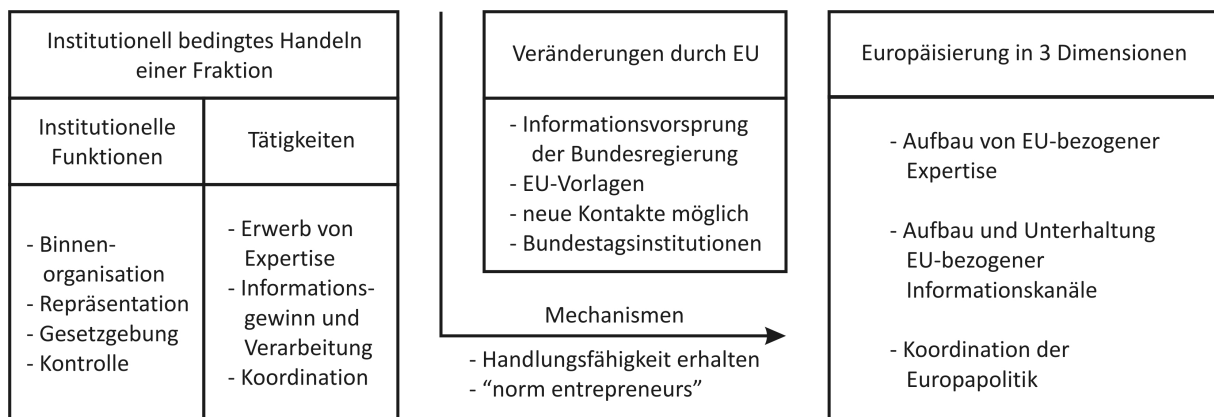 Institutionell bedingtes Handeln
einer Fraktion
Institutionelle
Funktionen
Tätigkeiten
- Binnen-
organisation
- Repräsentation
- Gesetzgebung
- Kontrolle
- Erwerb von
Expertise
- Informations-
gewinn und
Verarbeitung
- Koordination
Veränderungen durch EU
- Informationsvorsprung
der Bundesregierung
- EU-Vorlagen
- neue Kontakte möglich
- Bundestagsinstitutionen
Mechanismen
- Handlungsfähigkeit erhalten
- “norm entrepreneurs”
Europäisierung in 3 Dimensionen
- Aufbau von EU-bezogener
Expertise
- Aufbau und Unterhaltung
EU-bezogener
Informationskanäle
- Koordination der
Europapolitik